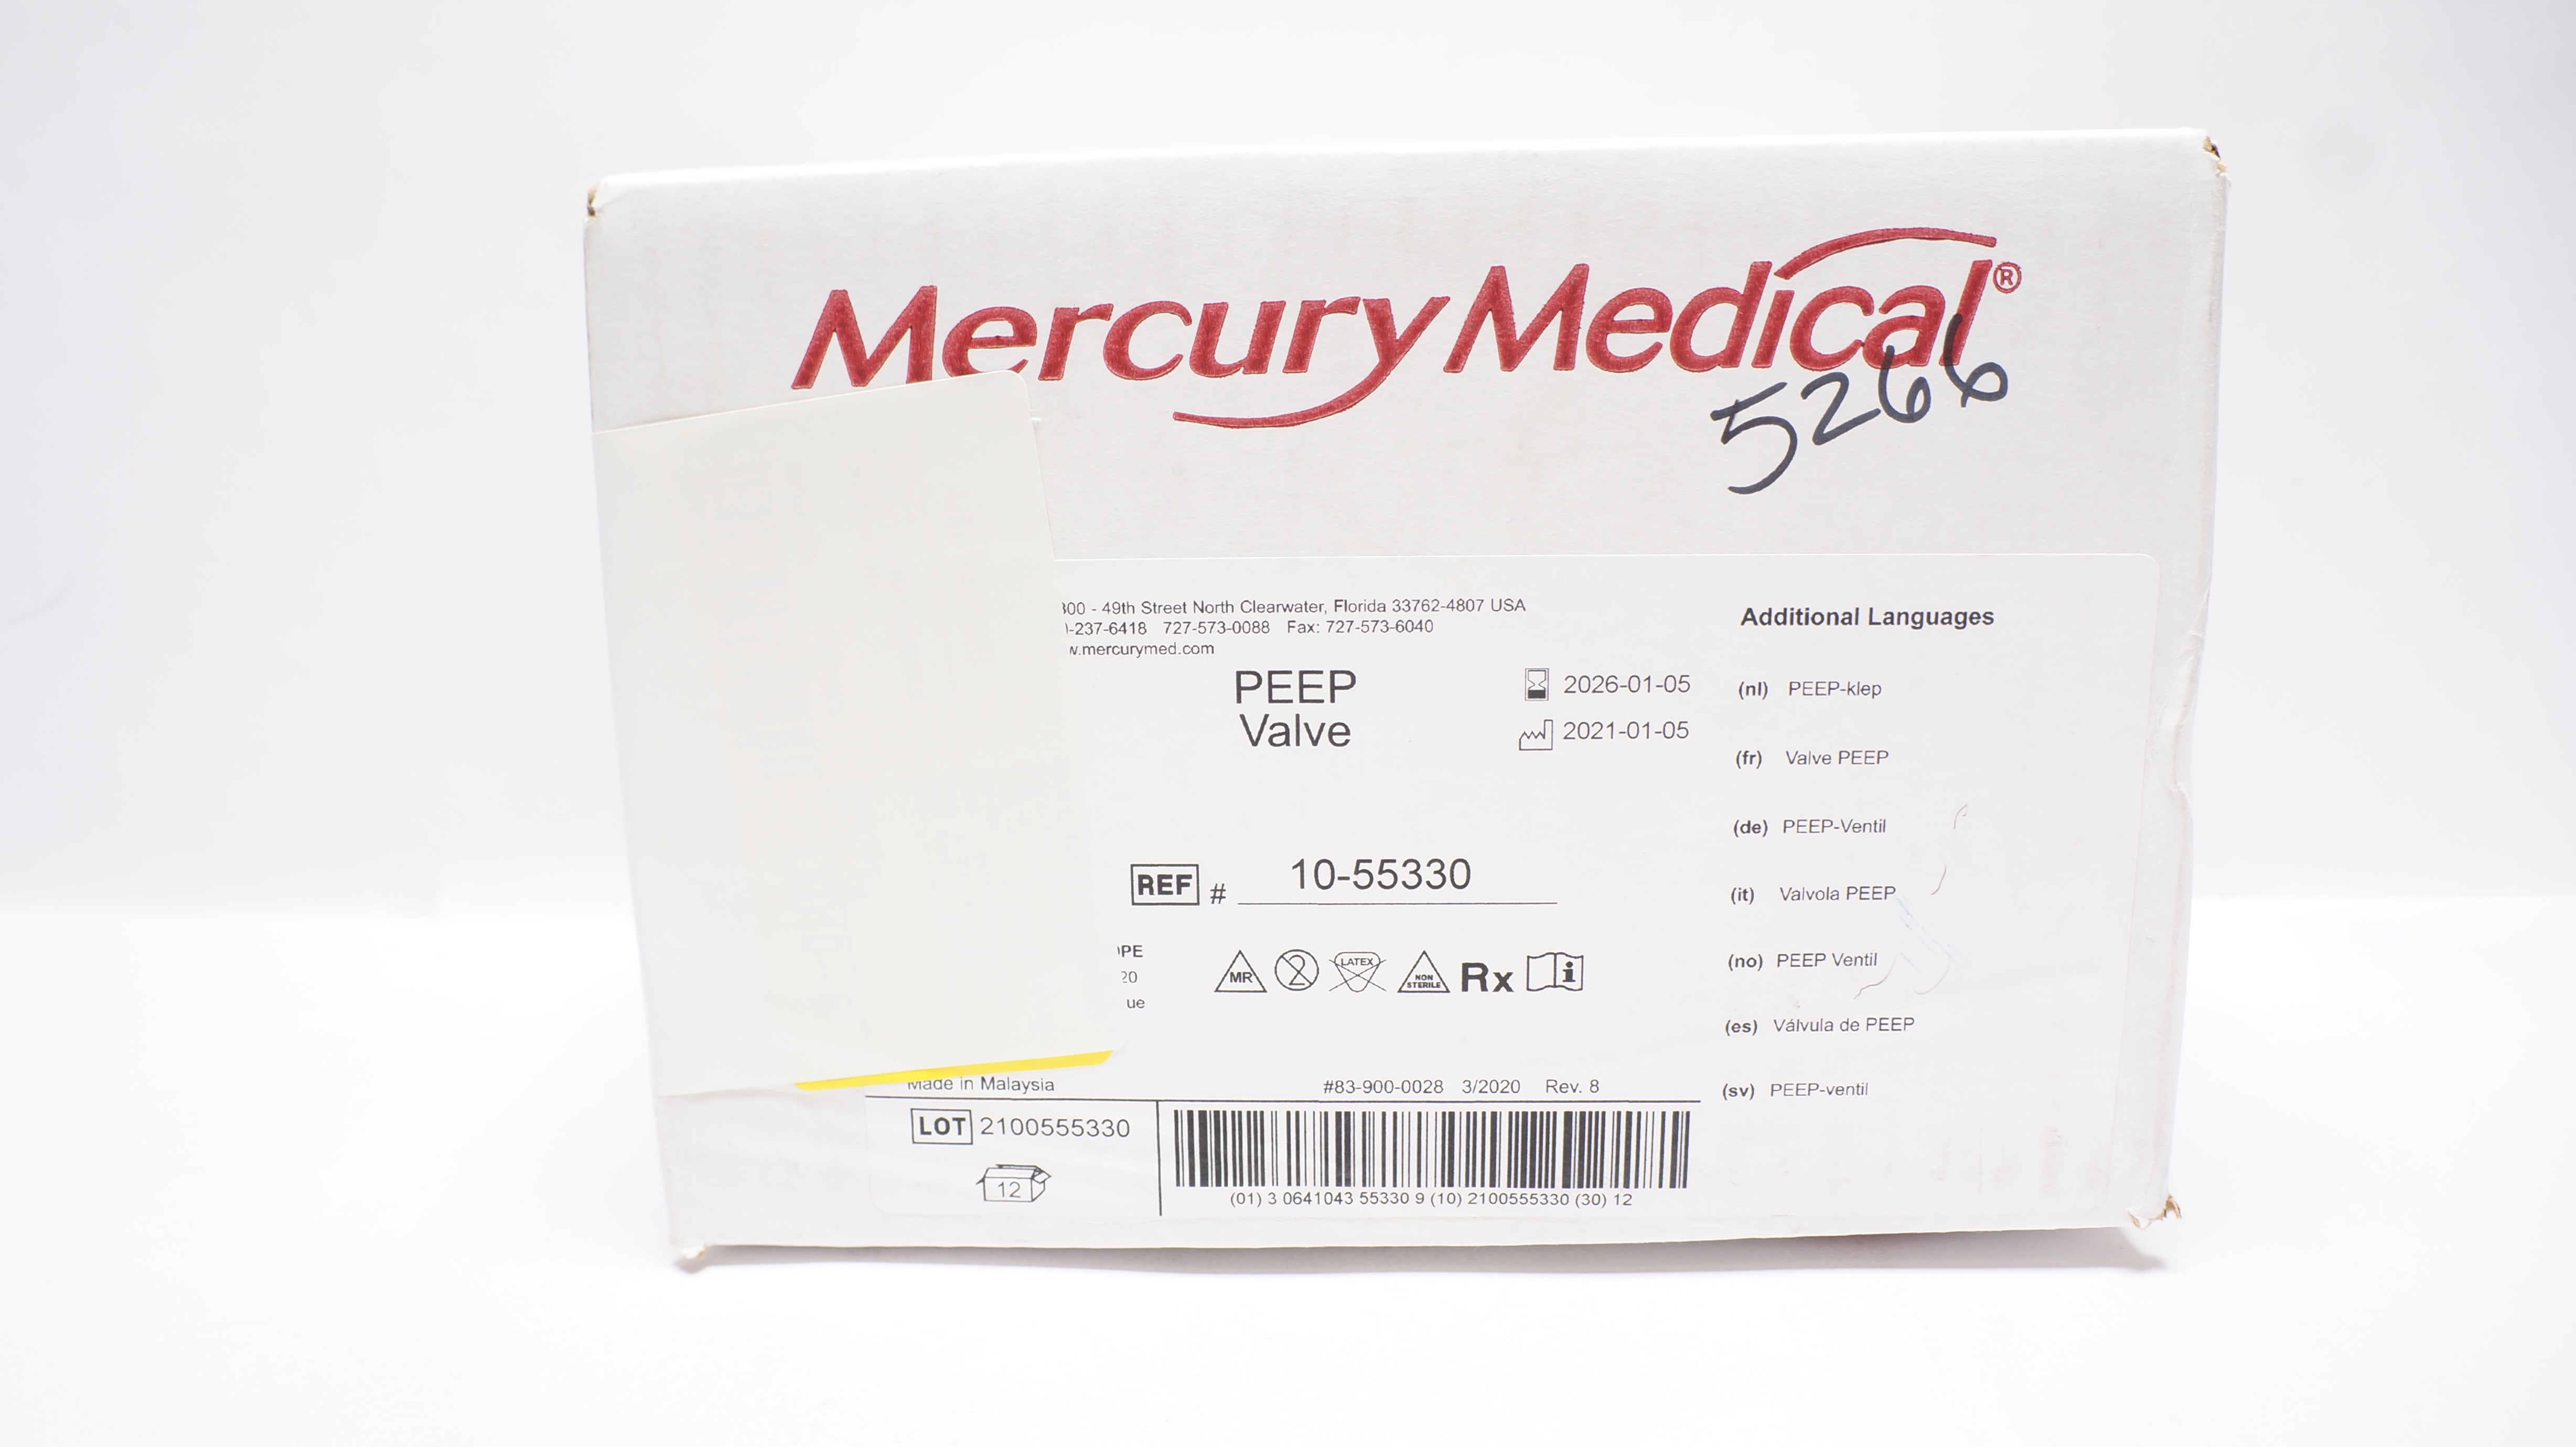 Mercury Medical®
5266
00 - 49th Street North Clearwater, Florida 33762-4807 USA
-237-6418 727-573-0088 Fax: 727-573-6040
w.mercurymed.com
PEEP
Valve
2026-01-05
2021-01-05
REF # 10-55330
PE
20
ue
MR 2 LATEX NON STERILE Rx i
Made in Malaysia
#83-900-0028 3/2020 Rev. 8
LOT 2100555330
12
(01) 3 0641043 55330 9 (10) 2100555330 (30) 12
Additional Languages
(nl) PEEP-klep
(fr) Valve PEEP
(de) PEEP-Ventil
(it) Valvola PEEP
(no) PEEP Ventil
(es) Válvula de PEEP
(sv) PEEP-ventil